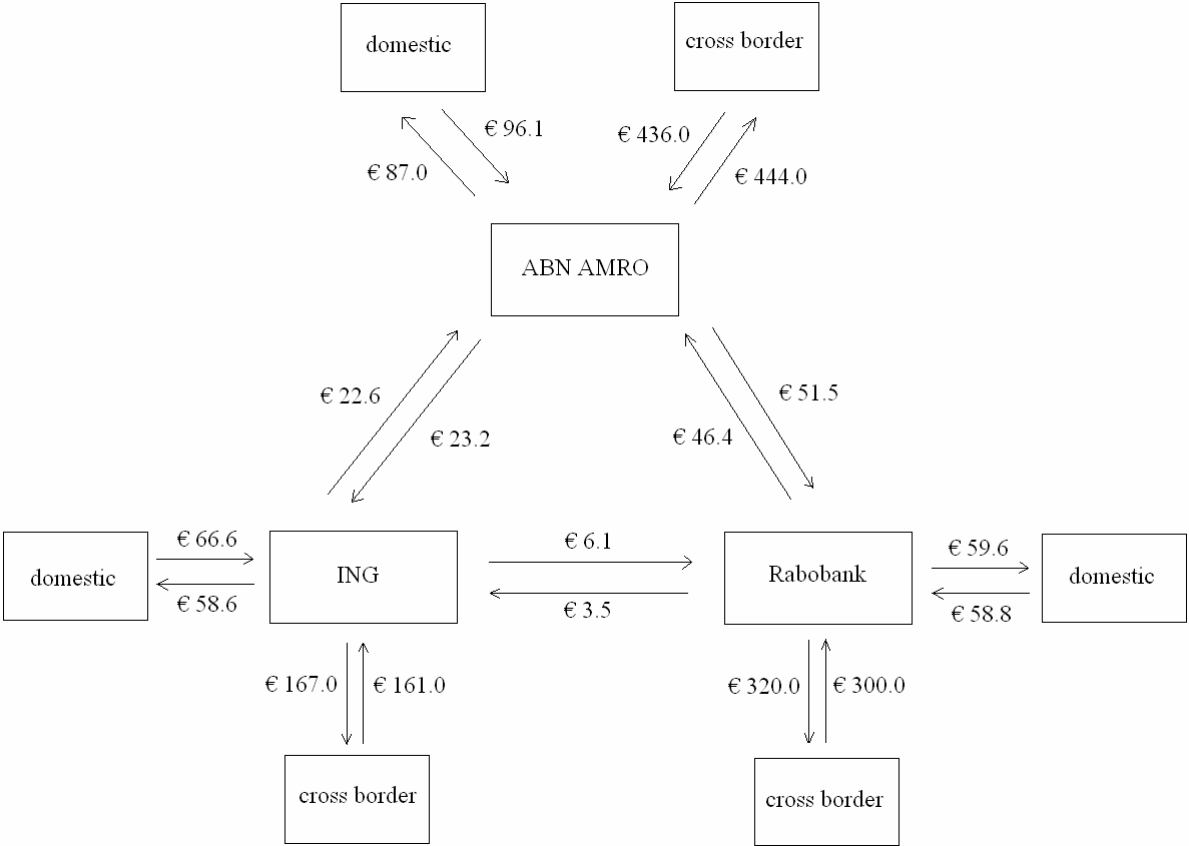 domestic
cross border
€ 96.1
€ 436.0
€ 87.0
€ 444.0
ABN AMRO
€ 22.6
€ 51.5
€ 23.2
€ 46.4
€ 66.6
€ 6.1
€ 59.6
domestic
ING
Rabobank
domestic
€ 58.6
€ 3.5
€ 58.8
€ 167.0
€ 161.0
€ 320.0
€ 300.0
cross border
cross border